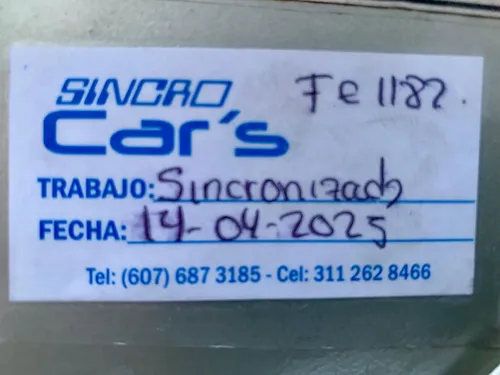 SINCRO Fe 1182.
Car's
TRABAJO: Sincronizado
FECHA: 14-04-2025
Tel: (607) 687 3185 - Cel: 311 262 8466